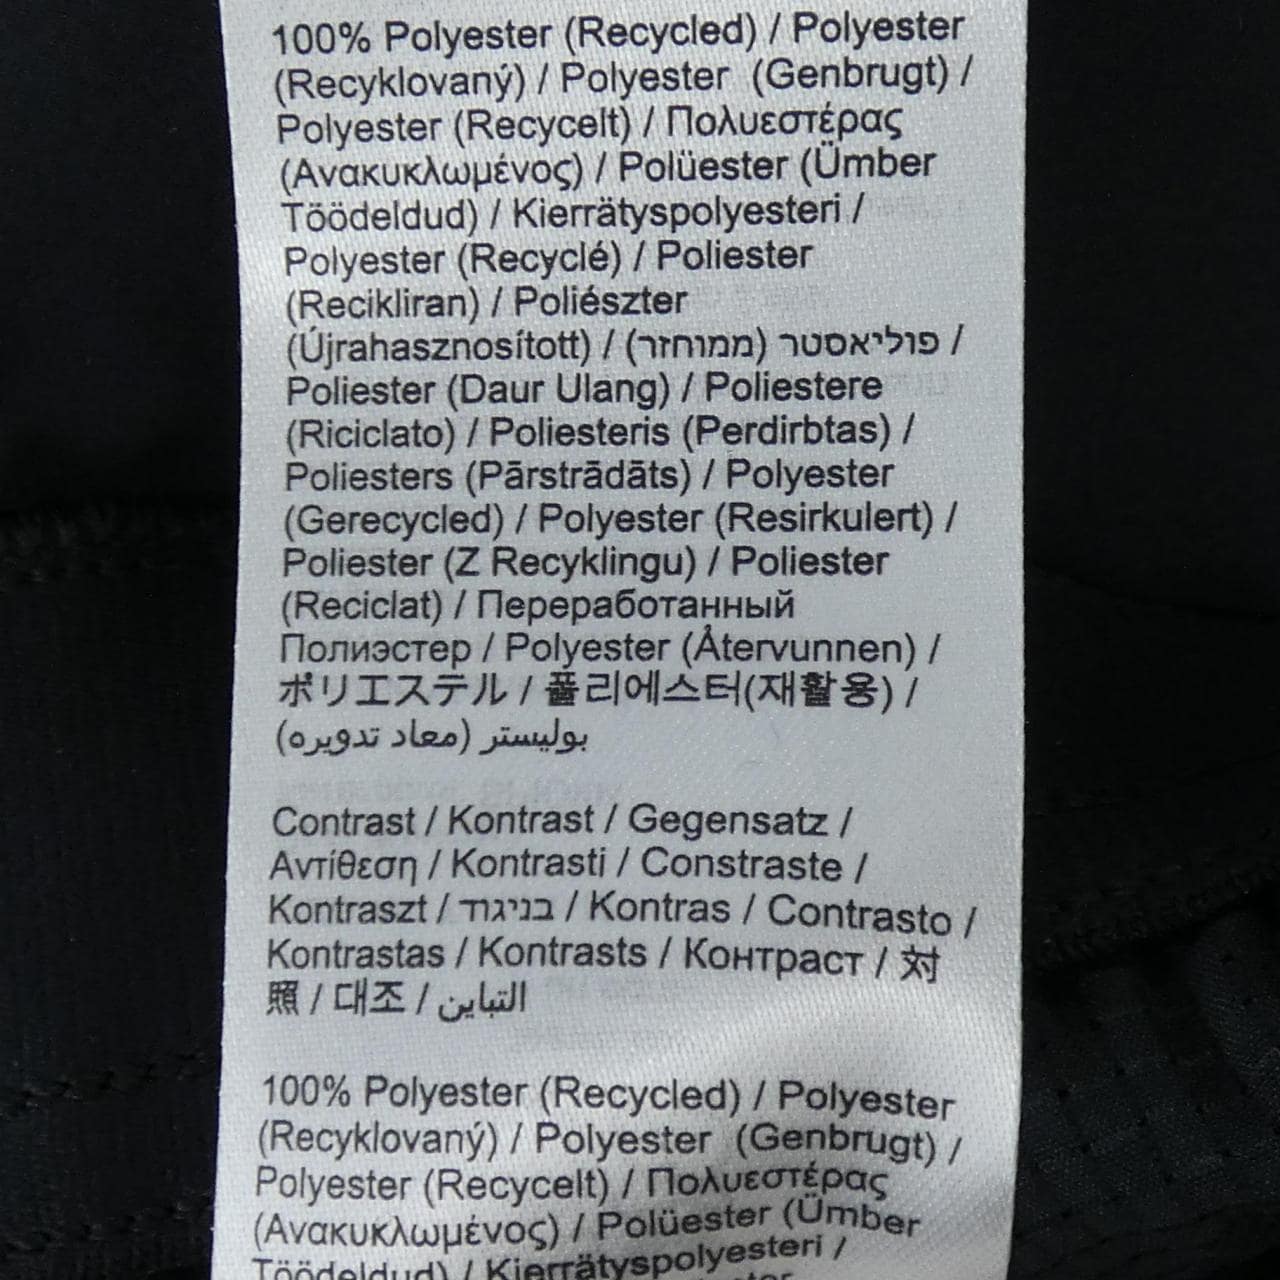 100% Polyester (Recycled) / Polyester
(Recyklovaný) / Polyester (Genbrugt) /
Polyester (Recycelt) / Πολυεστέρας
(Ανακυκλωμένος) / Polüester (Ümber
Töödeldud) / Kierrätyspolyesteri /
Polyester (Recyclé) / Poliester
(Recikliran) / Poliészter
(Újrahasznosított) / פוליאסטר (ממוחזר) /
Poliester (Daur Ulang) / Poliestere
(Riciclato) / Poliesteris (Perdirbtas) /
Poliesters (Pārstrādāts) / Polyester
(Gerecycled) / Polyester (Resirkulert) /
Poliester (Z Recyklingu) / Poliester
(Reciclat) / Переработанный
Полиэстер / Polyester (Återvunnen) /
ポリエステル / 폴리에스터(재활용) /
بوليستر (معاد تدويره)
Contrast / Kontrast / Gegensatz /
Αντίθεση / Kontrasti / Constraste /
Kontraszt / בניגוד / Kontras / Contrasto /
Kontrastas / Kontrasts / Контраст / 対
照 / 대조 / التباين
100% Polyester (Recycled) / Polyester
(Recyklovaný) / Polyester (Genbrugt) /
Polyester (Recycelt) / Πολυεστέρας
(Ανακυκλωμένος) / Polüester (Ümber
Töödeldud) / Kierrätyspolyesteri /